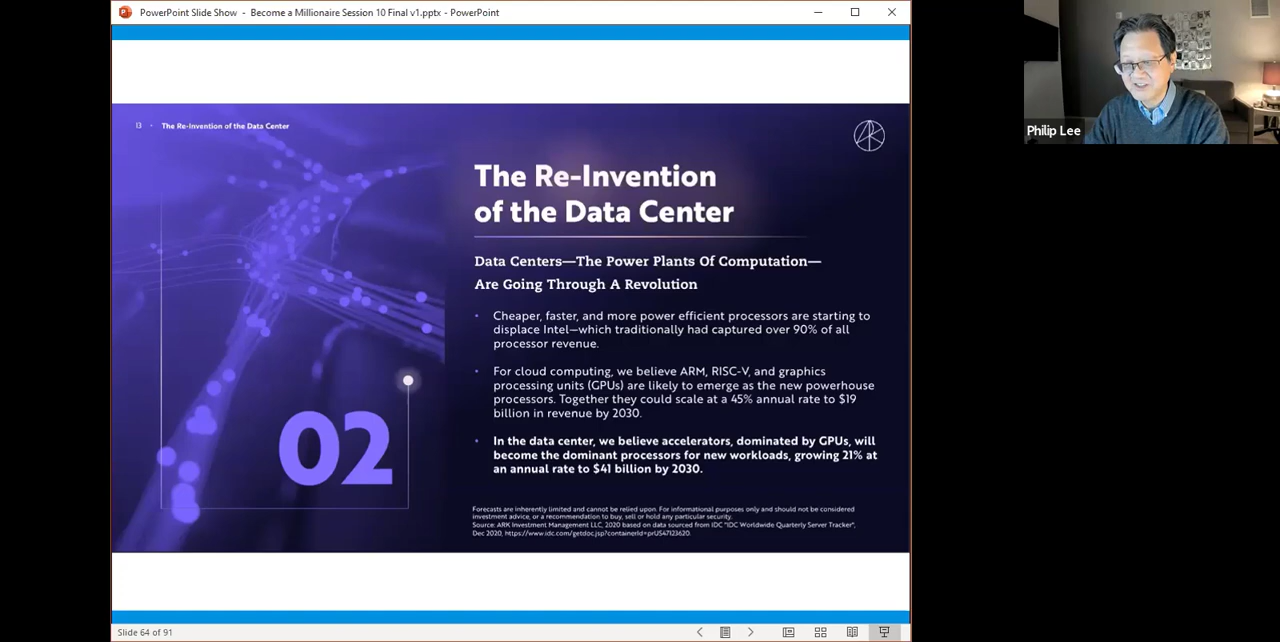 PowerPoint Slide Show - Become a Millionaire Session 10 Final v1.pptx - PowerPoint
Philip Lee
13 · The Re-Invention of the Data Center
The Re-Invention
of the Data Center
Data Centers—The Power Plants Of Computation—
Are Going Through A Revolution
• Cheaper, faster, and more power efficient processors are starting to
displace Intel—which traditionally had captured over 90% of all
processor revenue.
• For cloud computing, we believe ARM, RISC-V, and graphics
processing units (GPUs) are likely to emerge as the new powerhouse
processors. Together they could scale at a 45% annual rate to $19
billion in revenue by 2030.
• In the data center, we believe accelerators, dominated by GPUs, will
become the dominant processors for new workloads, growing 21% at
an annual rate to $41 billion by 2030.
02
Forecasts are inherently limited and cannot be relied upon. For informational purposes only and should not be considered
investment advice, or a recommendation to buy, sell or hold any particular security.
Source: ARK Investment Management LLC, 2020 based on data sourced from IDC "IDC Worldwide Quarterly Server Tracker",
Dec 2020, https://www.idc.com/getdoc.jsp?containerId=prUS47123620.
Slide 64 of 91